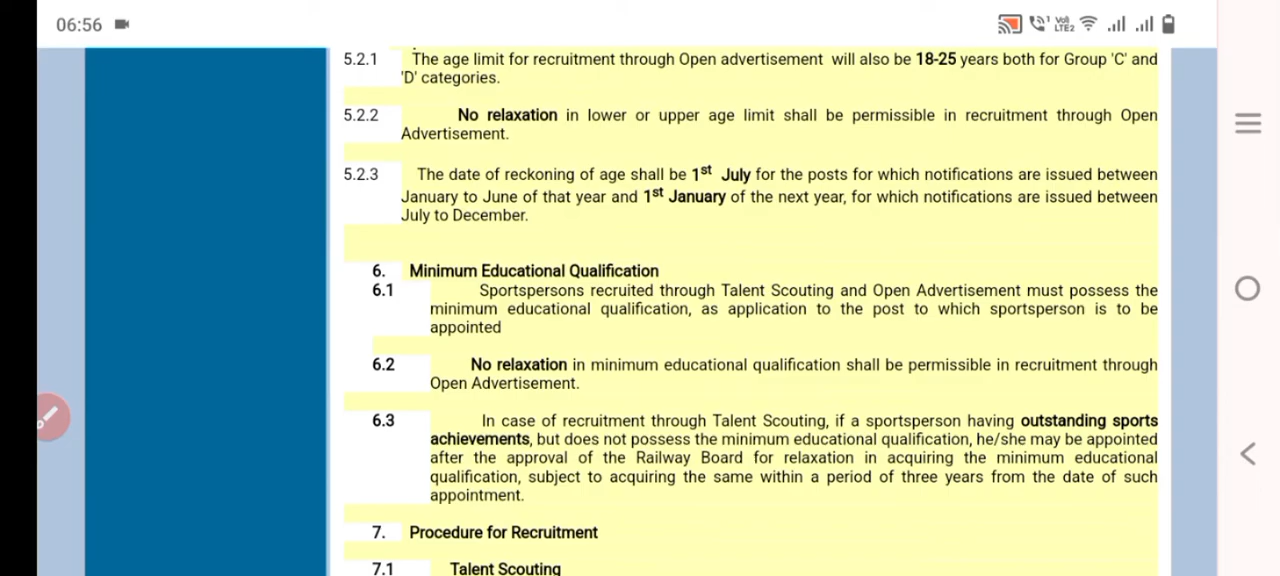 06:56
Vo)
LTE2
5.2.1 The age limit for recruitment through Open advertisement will also be 18-25 years both for Group 'C' and
'D' categories.
5.2.2 No relaxation in lower or upper age limit shall be permissible in recruitment through Open
Advertisement.
5.2.3 The date of reckoning of age shall be 1st July for the posts for which notifications are issued between
January to June of that year and 1st January of the next year, for which notifications are issued between
July to December.
6. Minimum Educational Qualification
6.1 Sportspersons recruited through Talent Scouting and Open Advertisement must possess the
minimum educational qualification, as application to the post to which sportsperson is to be
appointed
6.2 No relaxation in minimum educational qualification shall be permissible in recruitment through
Open Advertisement.
6.3 In case of recruitment through Talent Scouting, if a sportsperson having outstanding sports
achievements, but does not possess the minimum educational qualification, he/she may be appointed
after the approval of the Railway Board for relaxation in acquiring the minimum educational
qualification, subject to acquiring the same within a period of three years from the date of such
appointment.
7. Procedure for Recruitment
7.1 Talent Scouting